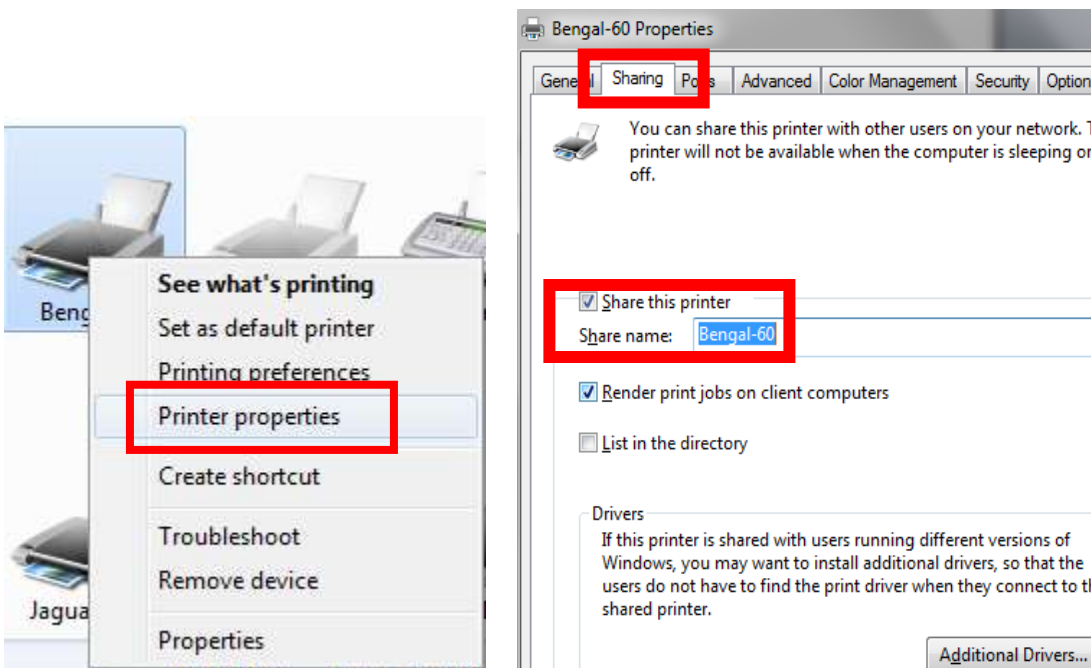 See what's printing
Set as default printer
Printing preferences
Printer properties
Create shortcut
Troubleshoot
Remove device
Properties
Bengal-60 Properties
Sharing
Advanced
Color Management
Security
You can share this printer with other users on your network.
printer will not be available when the computer is sleeping or
off.
Share this printer
Share name: Bengal-60
Render print jobs on client computers
List in the directory
Drivers
If this printer is shared with users running different versions of
Windows, you may want to install additional drivers, so that the
users do not have to find the print driver when they connect to
shared printer.
Additional Drivers...